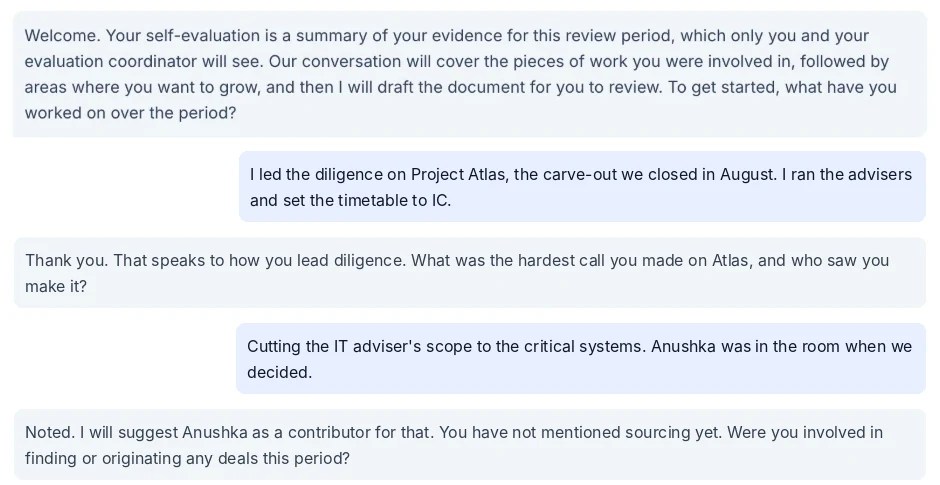 Welcome. Your self-evaluation is a summary of your evidence for this review period, which only you and your
evaluation coordinator will see. Our conversation will cover the pieces of work you were involved in, followed by
areas where you want to grow, and then I will draft the document for you to review. To get started, what have you
worked on over the period?
I led the diligence on Project Atlas, the carve-out we closed in August. I ran the advisers
and set the timetable to IC.
Thank you. That speaks to how you lead diligence. What was the hardest call you made on Atlas, and who saw you
make it?
Cutting the IT adviser's scope to the critical systems. Anushka was in the room when we
decided.
Noted. I will suggest Anushka as a contributor for that. You have not mentioned sourcing yet. Were you involved in
finding or originating any deals this period?